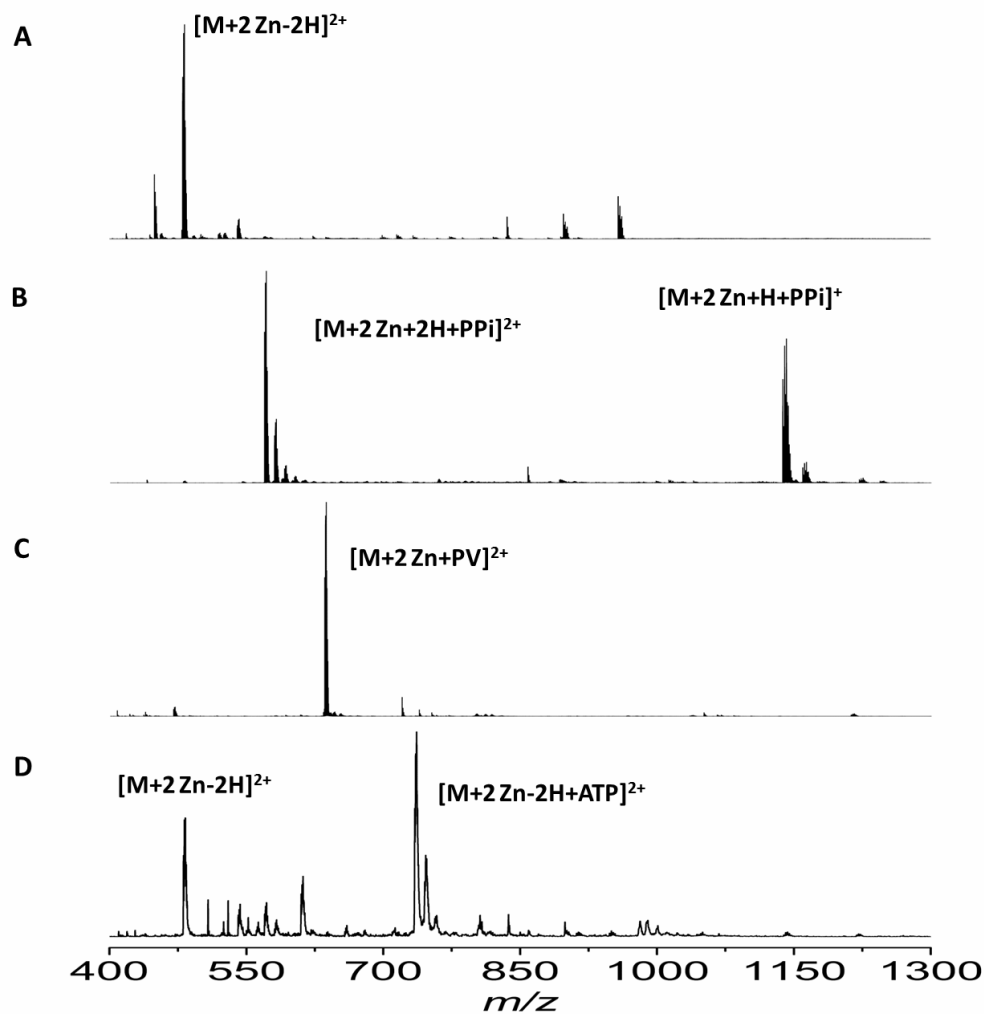 A
[M+2 Zn-2H]2+
B
[M+2 Zn+2H+PPi]2+
[M+2 Zn+H+PPi]+
C
[M+2 Zn+PV]2+
D
[M+2 Zn-2H]2+
[M+2 Zn-2H+ATP]2+
400 550 700 850 1000 1150 1300
m/z